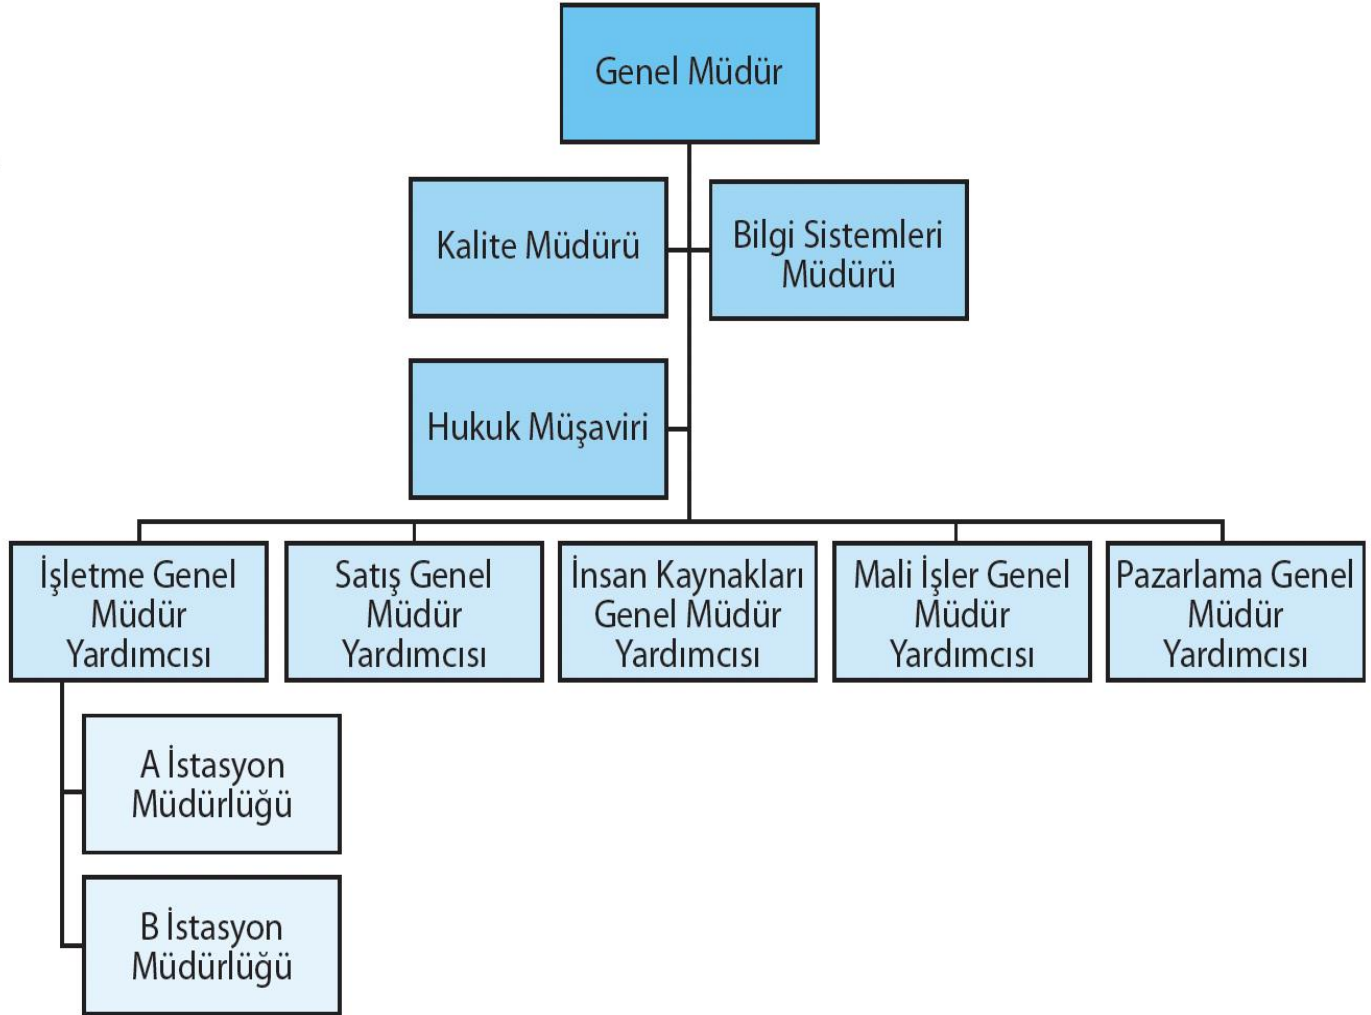 Genel Müdür
Kalite Müdürü
Bilgi Sistemleri
Müdürü
Hukuk Müşaviri
İşletme Genel
Müdür
Yardımcısı
Satış Genel
Müdür
Yardımcısı
İnsan Kaynakları
Genel Müdür
Yardımcısı
Mali İşler Genel
Müdür
Yardımcısı
Pazarlama Genel
Müdür
Yardımcısı
A İstasyon
Müdürlüğü
B İstasyon
Müdürlüğü